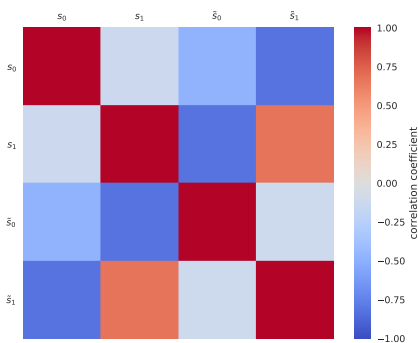 s₀ s₁ s̃₀ s̃₁
s₀
s₁
s̃₀
s̃₁
1.00
0.75
0.50
0.25
0.00
−0.25
−0.50
−0.75
−1.00
correlation coefficient